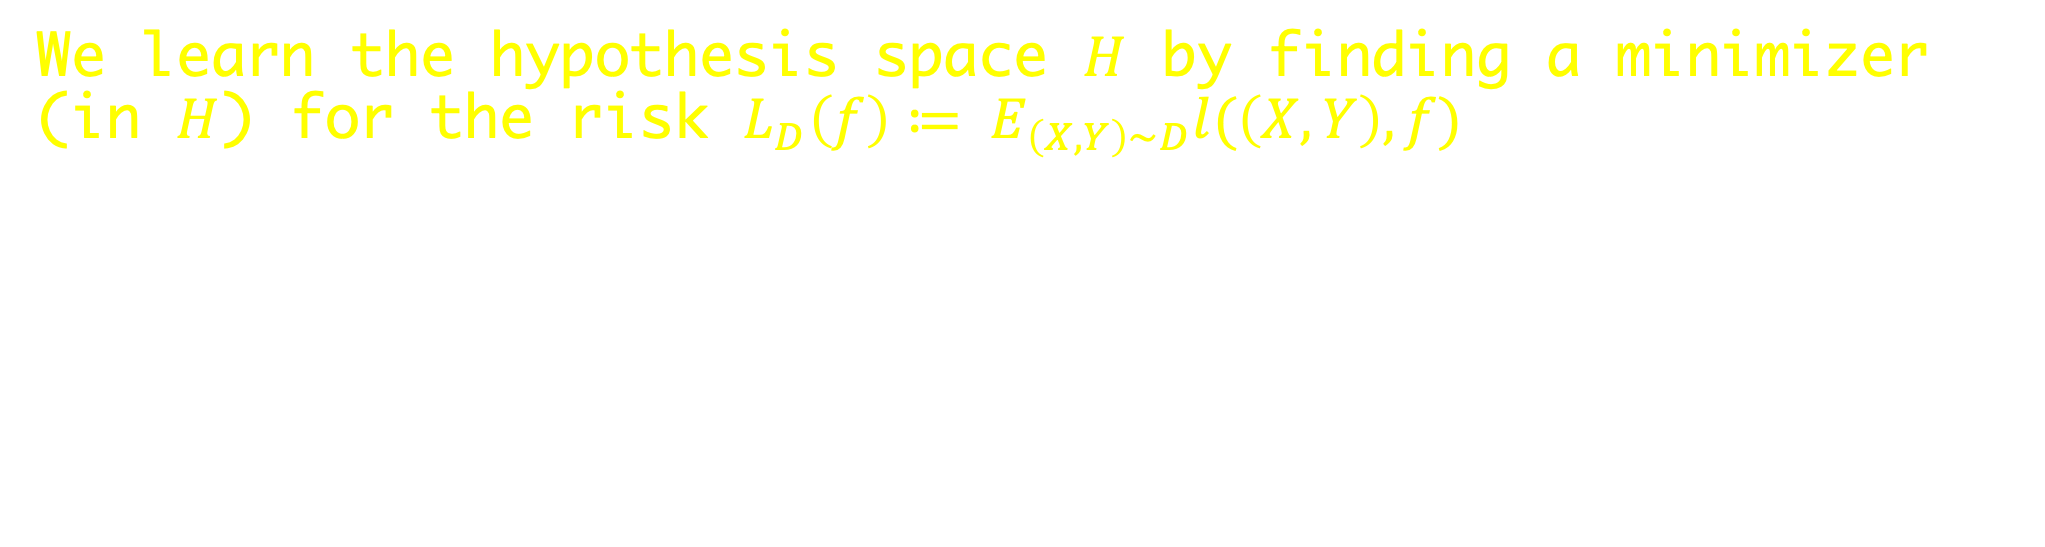 We learn the hypothesis space H by finding a minimizer
(in H) for the risk L_D(f) ≔ E_{(X,Y)~D} l((X,Y),f)